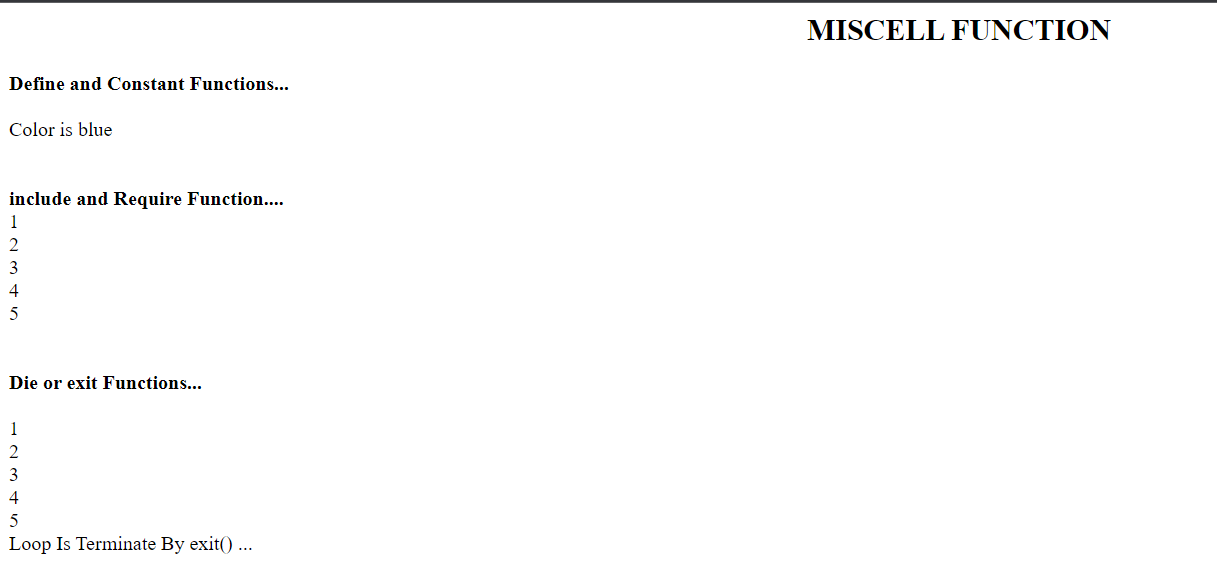 MISCELL FUNCTION
Define and Constant Functions...
Color is blue
include and Require Function....
1
2
3
4
5
Die or exit Functions...
1
2
3
4
5
Loop Is Terminate By exit() ...